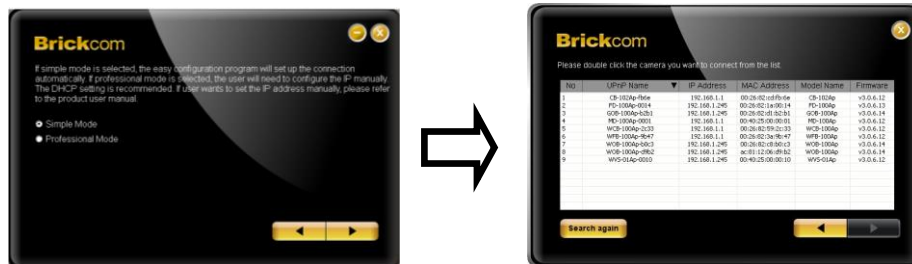 Brickcom
If simple mode is selected, the easy configuration program will set up the connection
automatically. If professional mode is selected, the user will need to configure the IP manually.
The DHCP setting is recommended. If user wants to set the IP address manually, please refer
to the product user manual.
Simple Mode
Professional Mode
Brickcom
Please double click the camera you want to connect from the list.
No UPnP Name ▼ IP Address MAC Address Model Name Firmware
1 CB-102Ap-fb6e 192.168.1.1 00:26:82:cd:fb:6e CB-102Ap v3.0.6.12
2 FD-100Ap-0014 192.168.1.245 00:26:82:1a:00:14 FD-100Ap v3.0.6.13
3 GOB-100Ap-b2b1 192.168.1.245 00:26:82:d1:b2:b1 GOB-100Ap v3.0.6.14
4 MD-100Ap-0001 192.168.1.1 00:40:25:00:00:01 MD-100Ap v3.0.6.12
5 WCB-100Ap-2c33 192.168.1.1 00:26:82:59:2c:33 WCB-100Ap v3.0.6.12
6 WFB-100Ap-9b47 192.168.1.1 00:26:82:3a:9b:47 WFB-100Ap v3.0.6.12
7 WOB-100Ap-b0c3 192.168.1.245 00:26:82:c8:b0:c3 WOB-100Ap v3.0.6.14
8 WOB-100Ap-d9b2 192.168.1.245 ac:81:12:06:d9:b2 WOB-100Ap v3.0.6.14
9 WVS-01Ap-0010 192.168.1.245 00:40:25:00:00:10 WVS-01Ap v3.0.6.12
Search again